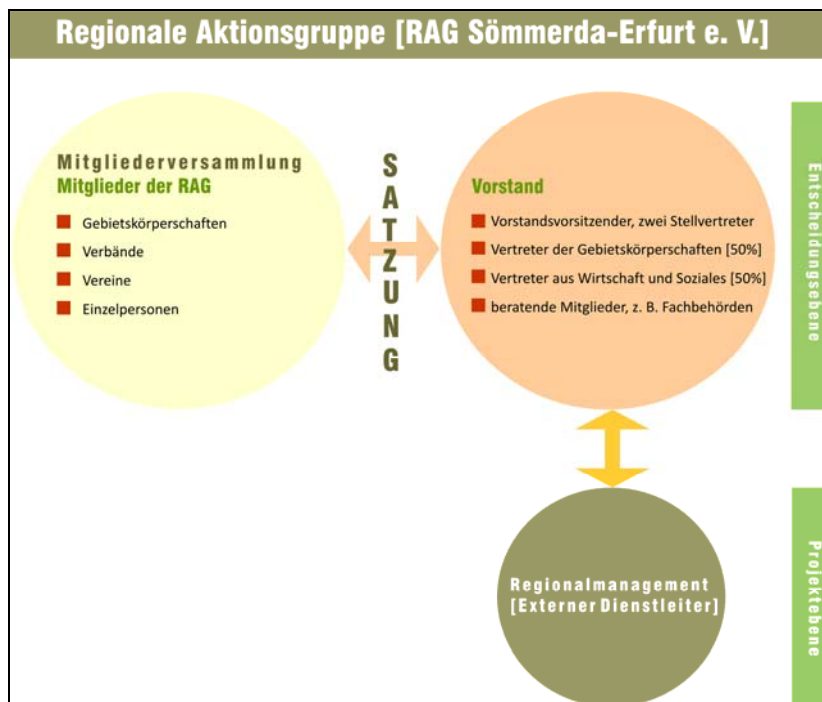 Regionale Aktionsgruppe [RAG Sömmerda-Erfurt e. V.]
Mitgliederversammlung
Mitglieder der RAG
Gebietskörperschaften
Verbände
Vereine
Einzelpersonen
SATZUNG
Vorstand
Vorstandsvorsitzender, zwei Stellvertreter
Vertreter der Gebietskörperschaften [50%]
Vertreter aus Wirtschaft und Soziales [50%]
beratende Mitglieder, z. B. Fachbehörden
Entscheidungsebene
Regionalmanagement
[Externer Dienstleiter]
Projektebene